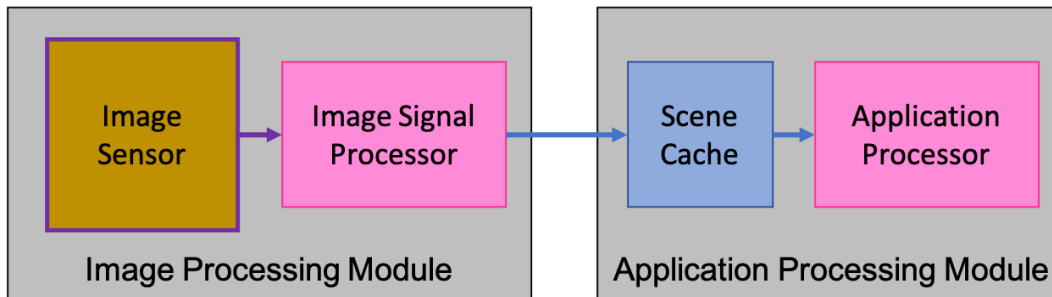 Image
Sensor
Image Signal
Processor
Scene
Cache
Application
Processor
Image Processing Module
Application Processing Module